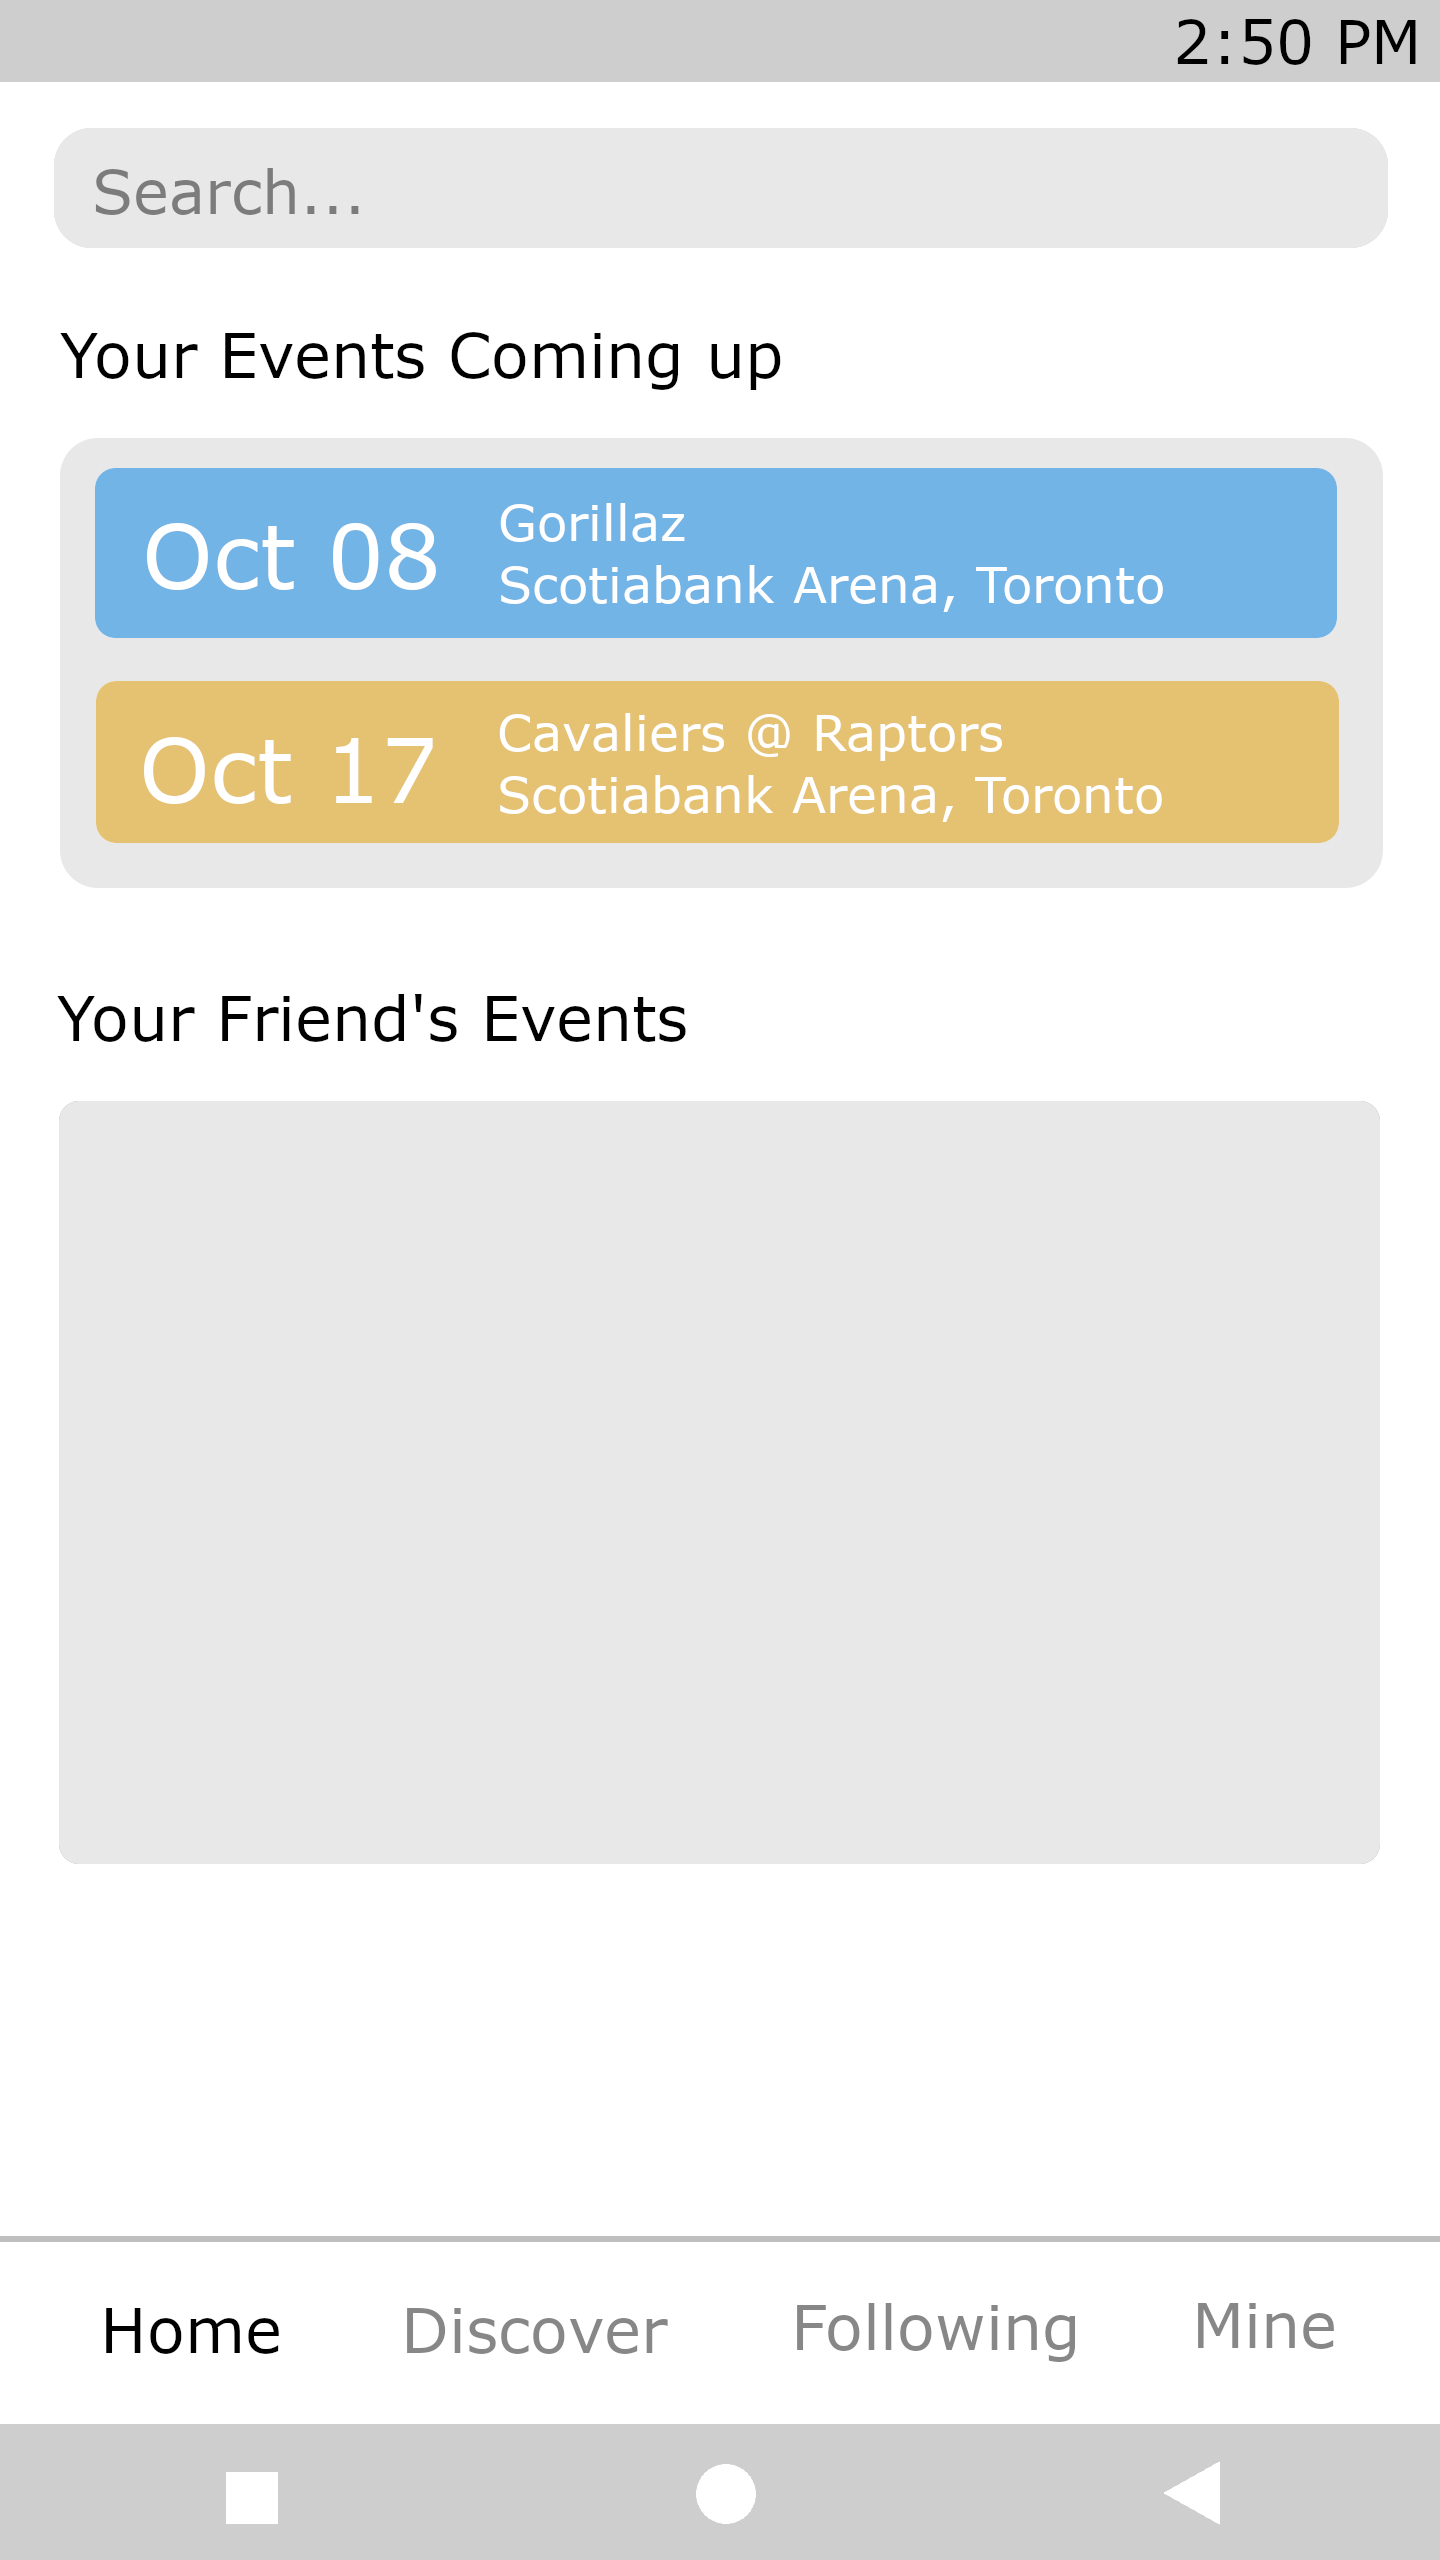 2:50 PM
Search...
Your Events Coming up
Oct 08
Gorillaz
Scotiabank Arena, Toronto
Oct 17
Cavaliers @ Raptors
Scotiabank Arena, Toronto
Your Friend's Events
Home Discover Following Mine